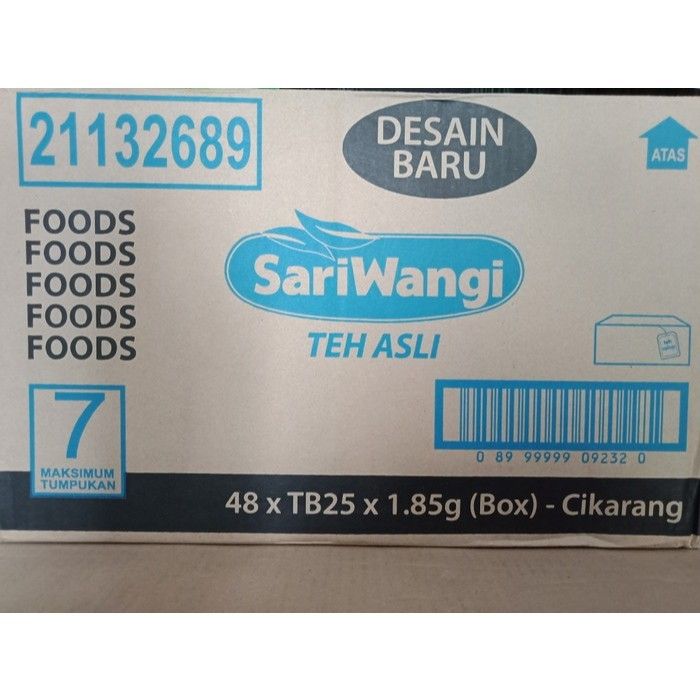 21132689
DESAIN
BARU
ATAS
FOODS
FOODS
FOODS
FOODS
FOODS
SariWangi
TEH ASLI
7
MAKSIMUM
TUMPUKAN
0 89 99999 09232 0
48 x TB25 x 1.85g (Box) - Cikarang